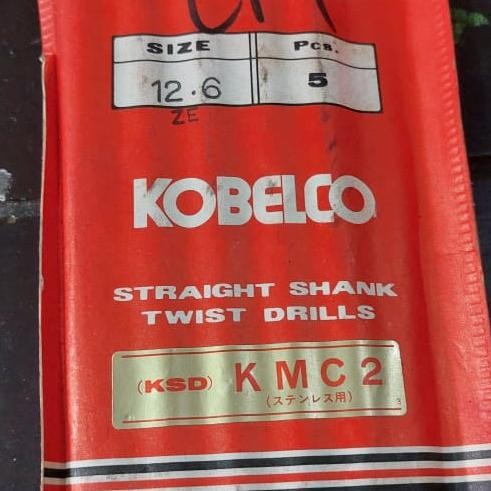 SIZE Pcs.
12.6 5
ZE
KOBELCO
STRAIGHT SHANK
TWIST DRILLS
(KSD) KMC2
(ステンレス用)